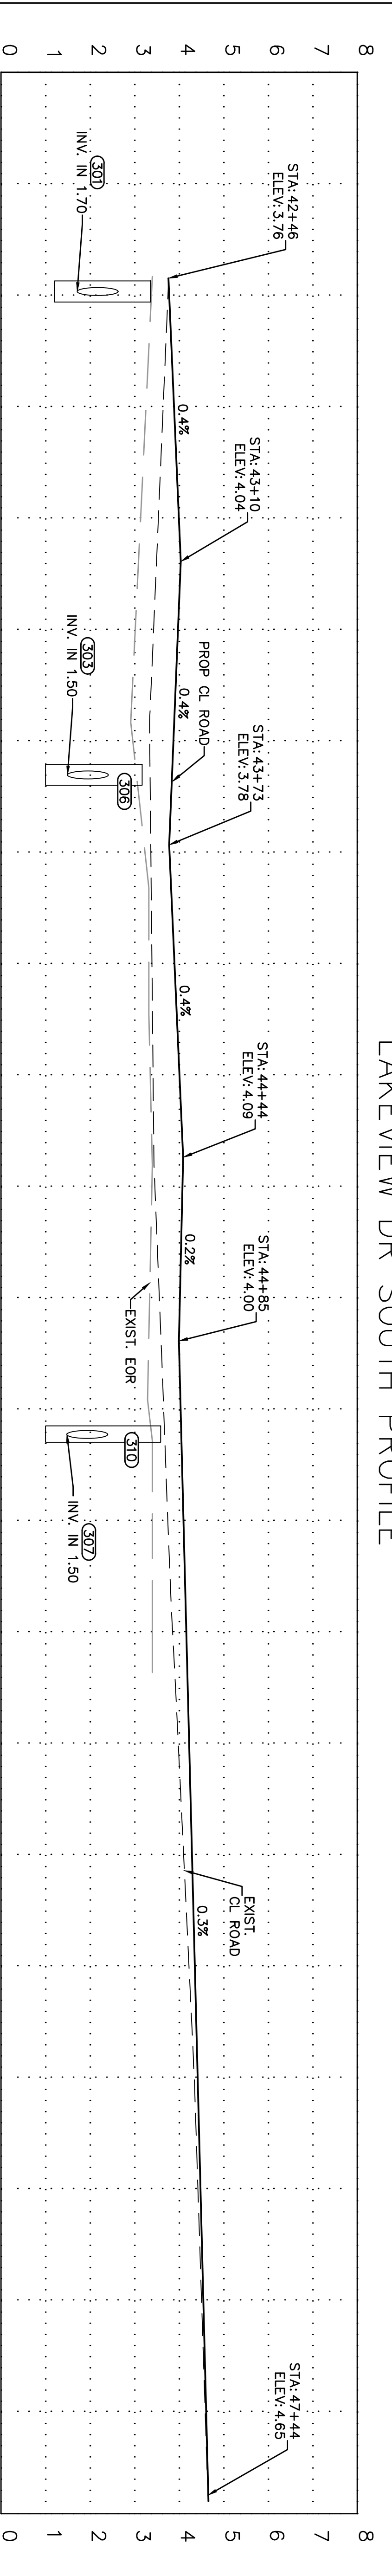 LAKEVIEW DR SOUTH PROFILE
8
7
6
5
4
3
2
1
0
STA: 42+46
ELEV: 3.76
STA: 43+10
ELEV: 4.04
STA: 43+73
ELEV: 3.78
STA: 44+44
ELEV: 4.09
STA: 44+85
ELEV: 4.00
STA: 47+44
ELEV: 4.65
0.4%
PROP CL ROAD
0.4%
0.4%
0.2%
EXIST.
CL ROAD
0.3%
301
INV. IN 1.70
303
INV. IN 1.50
306
EXIST. EOR
310
307
INV. IN 1.50
8
7
6
5
4
3
2
1
0